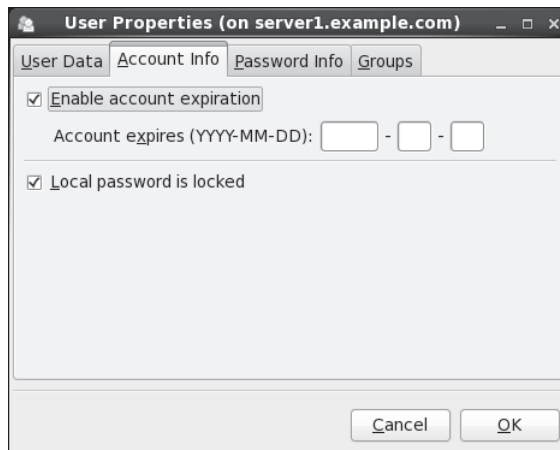 User Properties (on server1.example.com)
User Data Account Info Password Info Groups
Enable account expiration
Account expires (YYYY-MM-DD): - -
Local password is locked
Cancel OK